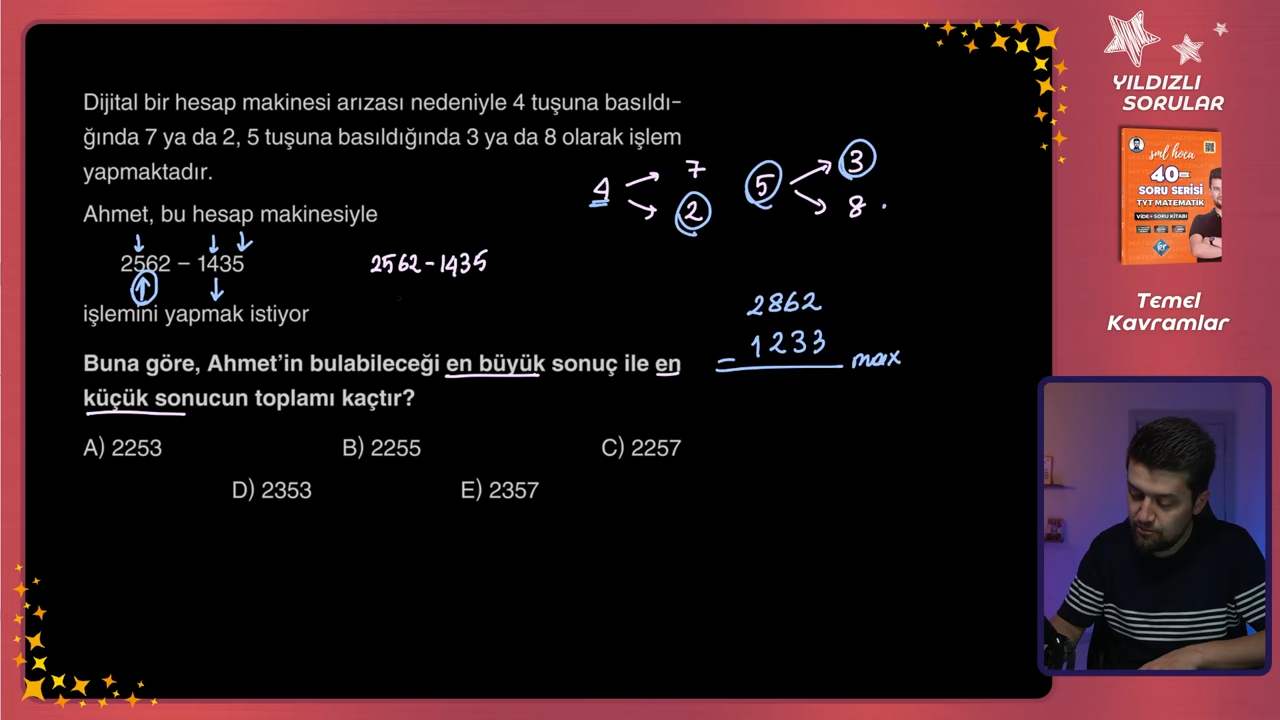 Dijital bir hesap makinesi arızası nedeniyle 4 tuşuna basıldı-
ğında 7 ya da 2, 5 tuşuna basıldığında 3 ya da 8 olarak işlem
yapmaktadır.
4 7 2 5 3 8
Ahmet, bu hesap makinesiyle
2562 − 1435
2562 - 1435
işlemini yapmak istiyor
2862
1233
- max
Buna göre, Ahmet'in bulabileceği en büyük sonuç ile en
küçük sonucun toplamı kaçtır?
A) 2253 B) 2255 C) 2257
D) 2353 E) 2357
YILDIZLI
SORULAR
40
SORU SERİSİ
TYT MATEMATİK
Temel
Kavramlar